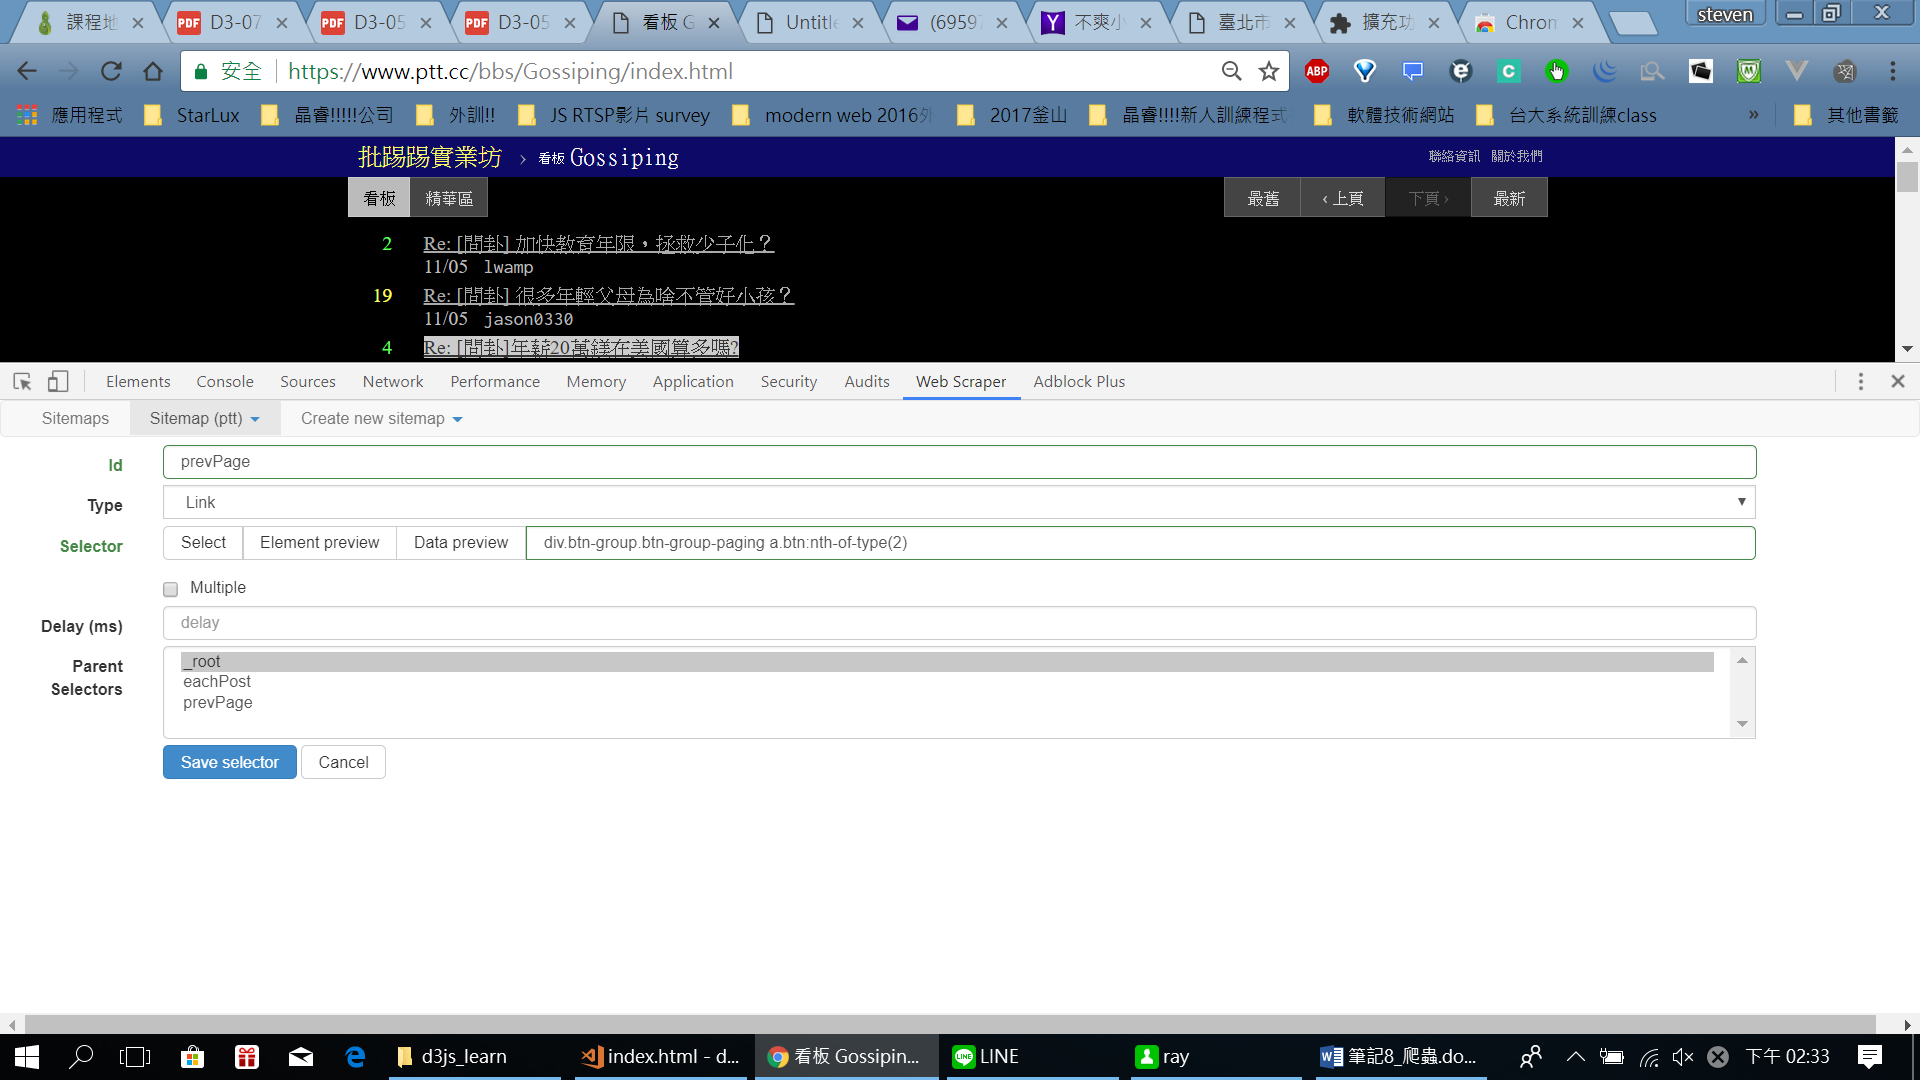 課程地
D3-07
D3-05
D3-05
看板 G
Untitle
(69597
不爽小
臺北市
擴充功
Chrom
steven
安全
https://www.ptt.cc/bbs/Gossiping/index.html
ABP
應用程式
StarLux
晶睿!!!!!公司
外訓!!
JS RTSP影片 survey
modern web 2016外
2017釜山
晶睿!!!!新人訓練程式
軟體技術網站
台大系統訓練class
»
其他書籤
批踢踢實業坊 › 看板 Gossiping
聯絡資訊 關於我們
看板 精華區
最舊 ‹ 上頁 下頁 › 最新
2 Re: [問卦] 加快教育年限，拯救少子化？
11/05 lwamp
19 Re: [問卦] 很多年輕父母為啥不管好小孩？
11/05 jason0330
4 Re: [問卦]年薪20萬鎂在美國算多嗎?
Elements Console Sources Network Performance Memory Application Security Audits Web Scraper Adblock Plus
Sitemaps Sitemap (ptt) Create new sitemap
Id prevPage
Type Link
Selector Select Element preview Data preview div.btn-group.btn-group-paging a.btn:nth-of-type(2)
Multiple
Delay (ms) delay
Parent Selectors
_root
eachPost
prevPage
Save selector Cancel
d3js_learn
index.html - d...
看板 Gossipin...
LINE
ray
筆記8_爬蟲.do...
下午 02:33